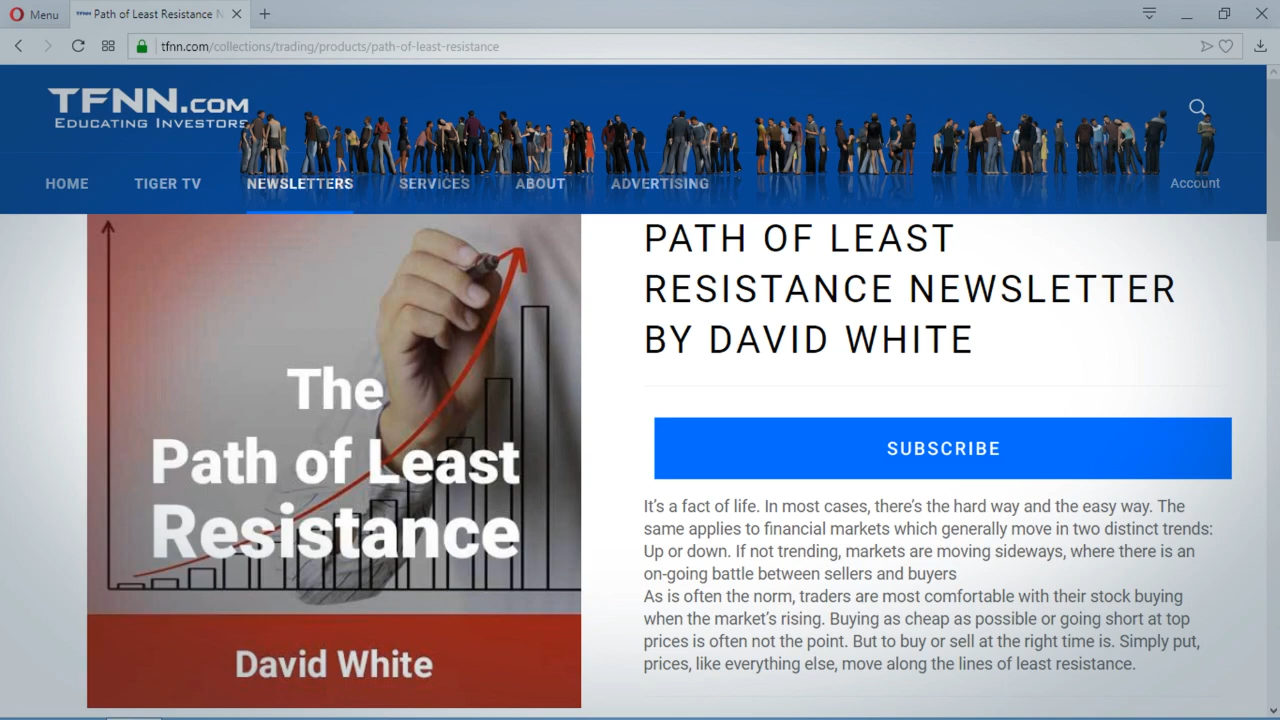 Menu
Path of Least Resistance N
tfnn.com/collections/trading/products/path-of-least-resistance
TFNN.COM
EDUCATING INVESTORS
HOME
TIGER TV
NEWSLETTERS
SERVICES
ABOUT
ADVERTISING
Account
The
Path of Least
Resistance
David White
PATH OF LEAST
RESISTANCE NEWSLETTER
BY DAVID WHITE
SUBSCRIBE
It’s a fact of life. In most cases, there’s the hard way and the easy way. The
same applies to financial markets which generally move in two distinct trends:
Up or down. If not trending, markets are moving sideways, where there is an
on-going battle between sellers and buyers
As is often the norm, traders are most comfortable with their stock buying
when the market’s rising. Buying as cheap as possible or going short at top
prices is often not the point. But to buy or sell at the right time is. Simply put,
prices, like everything else, move along the lines of least resistance.